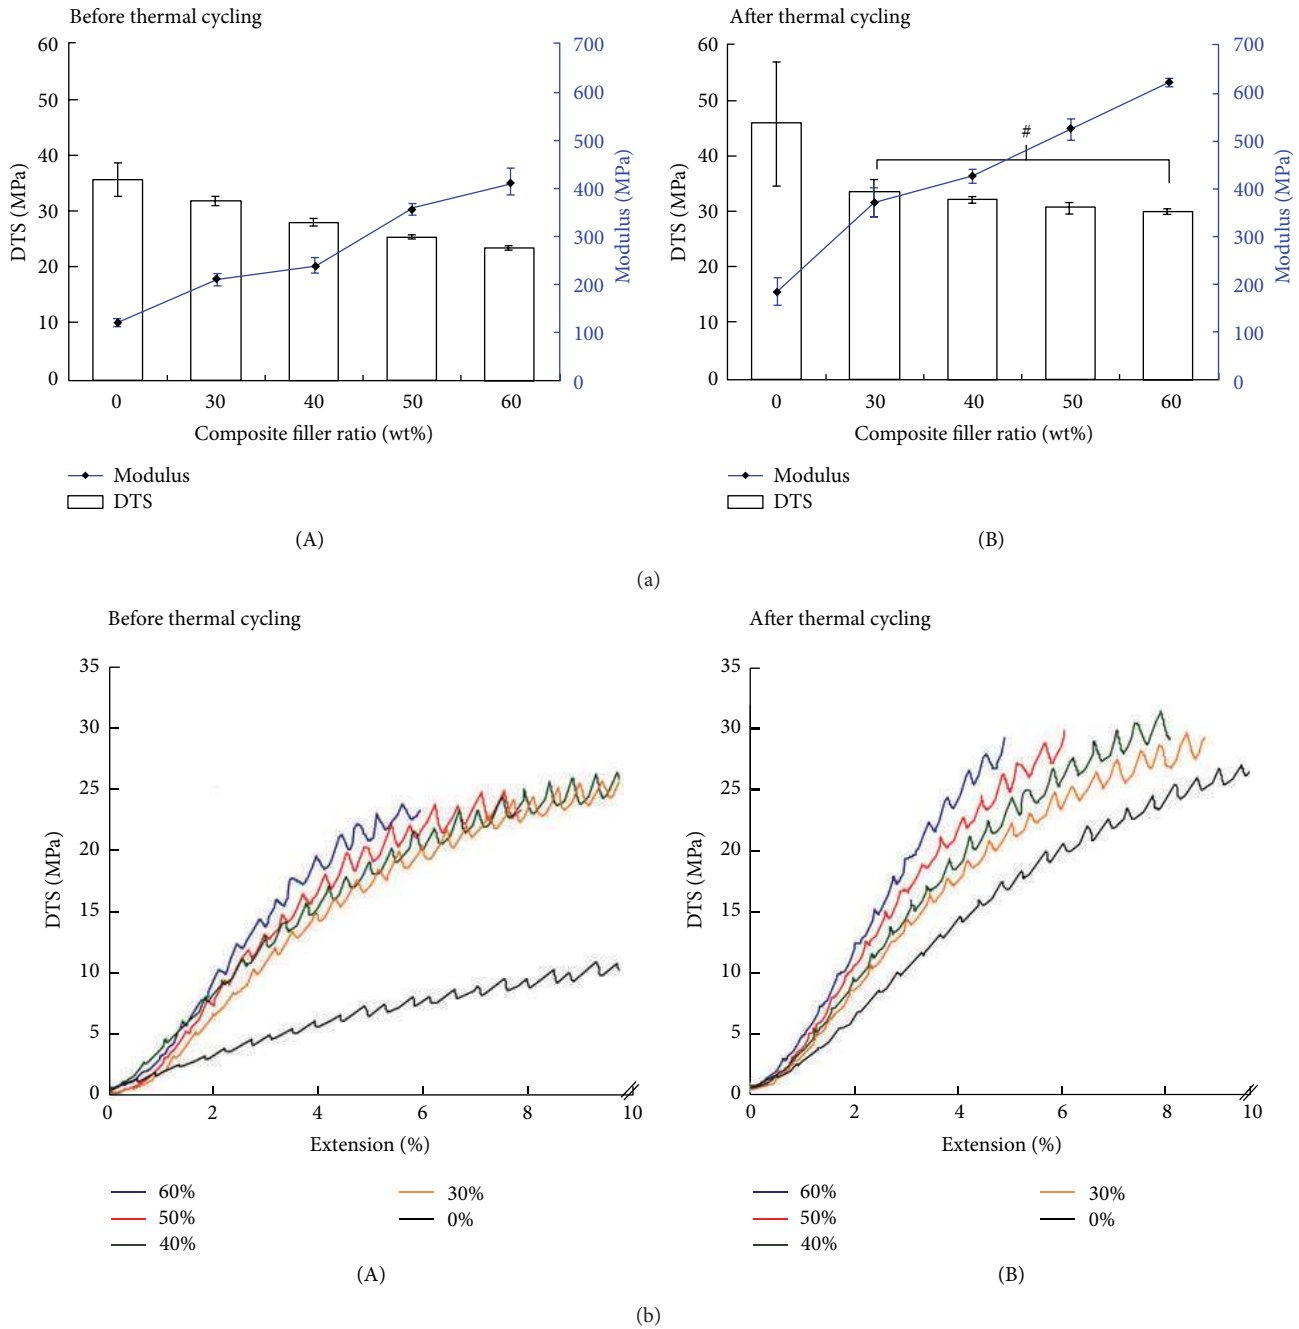 Before thermal cycling
60
50
40
30
20
10
0
DTS (MPa)
700
600
500
400
300
200
100
0
Modulus (MPa)
0 30 40 50 60
Composite filler ratio (wt%)
Modulus
DTS
(A)
After thermal cycling
60
50
40
30
20
10
0
DTS (MPa)
#
700
600
500
400
300
200
100
0
Modulus (MPa)
0 30 40 50 60
Composite filler ratio (wt%)
Modulus
DTS
(B)
(a)
Before thermal cycling
35
30
25
20
15
10
5
0
DTS (MPa)
0 2 4 6 8 10
Extension (%)
60%
50%
40%
30%
0%
(A)
After thermal cycling
35
30
25
20
15
10
5
0
DTS (MPa)
0 2 4 6 8 10
Extension (%)
60%
50%
40%
30%
0%
(B)
(b)